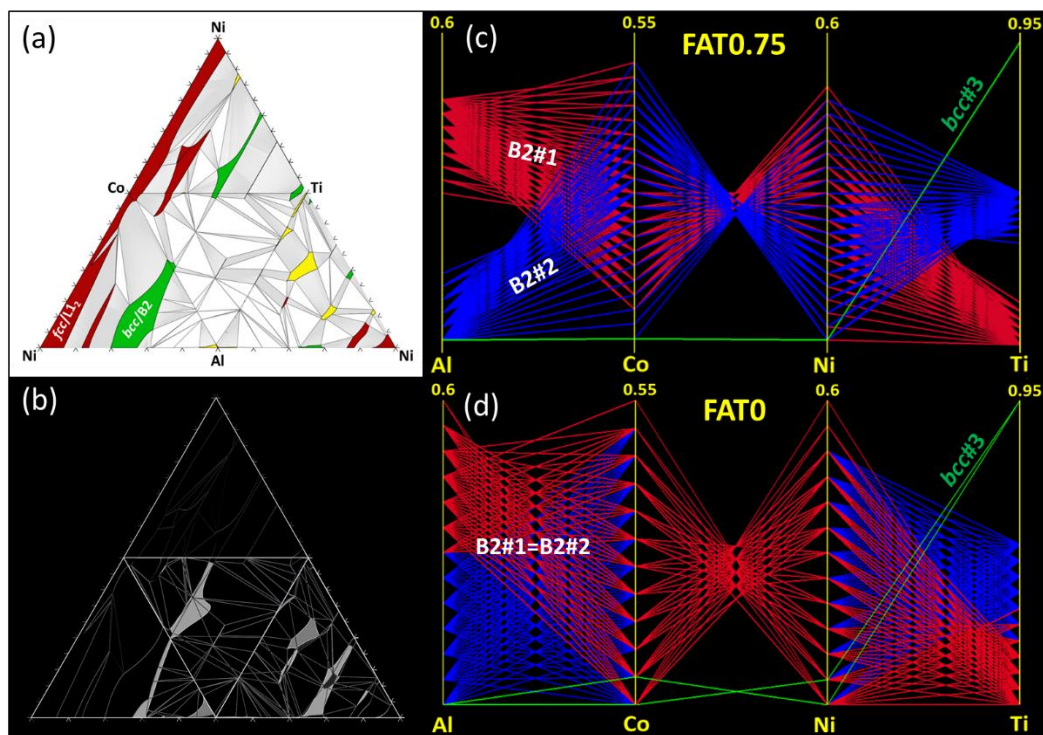 (a)
Ni
Co
Ti
fcc/L1₂
bcc/B2
Ni
Al
Ni
(b)
(c)
FAT0.75
0.6
0.55
0.6
0.95
B2#1
B2#2
bcc#3
Al
Co
Ni
Ti
(d)
FAT0
0.6
0.55
0.6
0.95
B2#1=B2#2
bcc#3
Al
Co
Ni
Ti